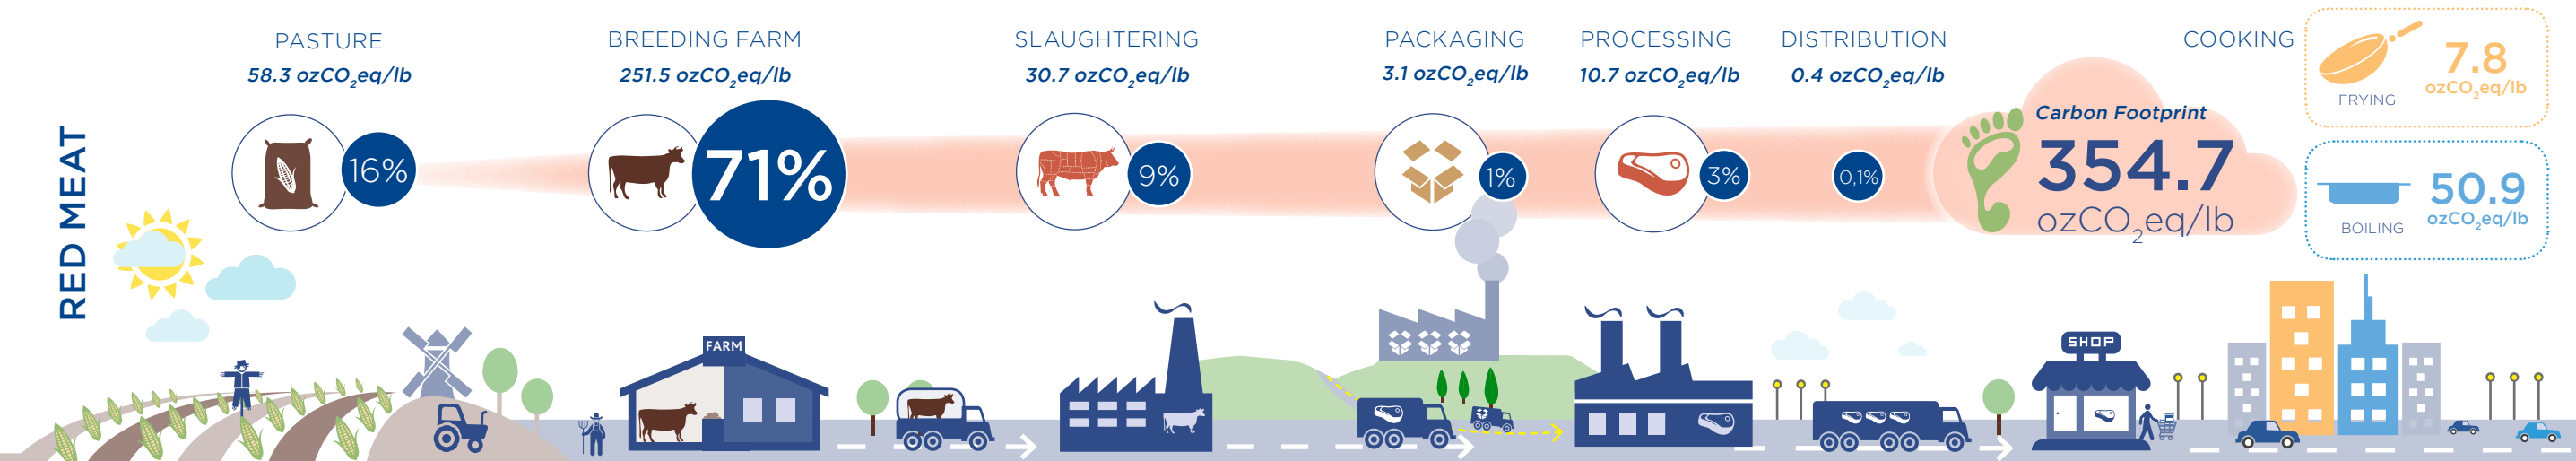 RED MEAT
PASTURE
58.3 ozCO₂eq/lb
16%
BREEDING FARM
251.5 ozCO₂eq/lb
71%
SLAUGHTERING
30.7 ozCO₂eq/lb
9%
PACKAGING
3.1 ozCO₂eq/lb
1%
PROCESSING
10.7 ozCO₂eq/lb
3%
DISTRIBUTION
0.4 ozCO₂eq/lb
0,1%
Carbon Footprint
354.7
ozCO₂eq/lb
COOKING
7.8
ozCO₂eq/lb
FRYING
50.9
ozCO₂eq/lb
BOILING
FARM
SHOP